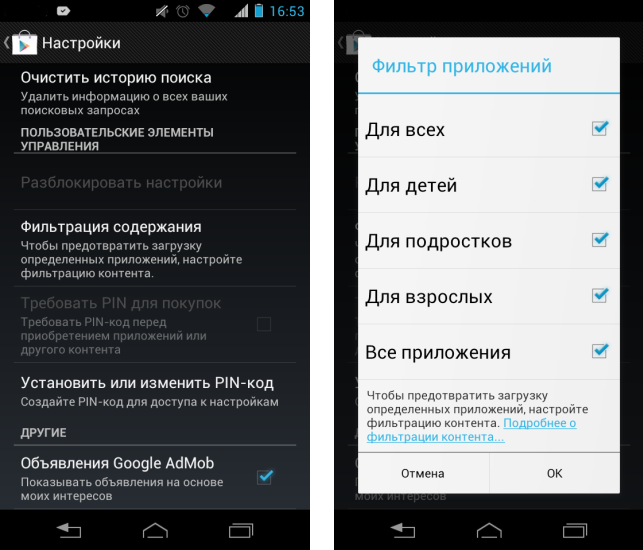 16:53
Настройки
Очистить историю поиска
Удалить информацию о всех ваших
поисковых запросах
ПОЛЬЗОВАТЕЛЬСКИЕ ЭЛЕМЕНТЫ
УПРАВЛЕНИЯ
Разблокировать настройки
Фильтрация содержания
Чтобы предотвратить загрузку
определенных приложений, настройте
фильтрацию контента.
Требовать PIN для покупок
Требовать PIN-код перед
приобретением приложений или
другого контента
Установить или изменить PIN-код
Создайте PIN-код для доступа к настройкам
ДРУГИЕ
Объявления Google AdMob
Показывать объявления на основе
моих интересов
Фильтр приложений
Для всех
Для детей
Для подростков
Для взрослых
Все приложения
Чтобы предотвратить загрузку
определенных приложений, настройте
фильтрацию контента. Подробнее о
фильтрации контента...
Отмена
OK
моих интересов